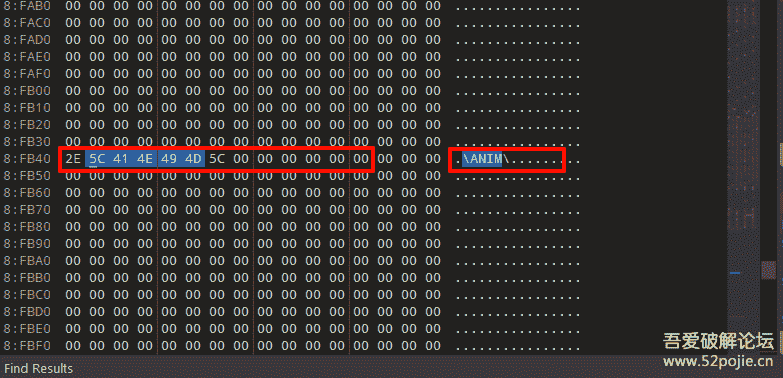 8:FAB0 00 00 00 00 00 00 00 00 00 00 00 00 00 00 00 00 ................
8:FAC0 00 00 00 00 00 00 00 00 00 00 00 00 00 00 00 00 ................
8:FAD0 00 00 00 00 00 00 00 00 00 00 00 00 00 00 00 00 ................
8:FAE0 00 00 00 00 00 00 00 00 00 00 00 00 00 00 00 00 ................
8:FAF0 00 00 00 00 00 00 00 00 00 00 00 00 00 00 00 00 ................
8:FB00 00 00 00 00 00 00 00 00 00 00 00 00 00 00 00 00 ................
8:FB10 00 00 00 00 00 00 00 00 00 00 00 00 00 00 00 00 ................
8:FB20 00 00 00 00 00 00 00 00 00 00 00 00 00 00 00 00 ................
8:FB30 00 00 00 00 00 00 00 00 00 00 00 00 00 00 00 00 ................
8:FB40 2E 5C 41 4E 49 4D 5C 00 00 00 00 00 00 00 00 00 .\ANIM\.........
8:FB50 00 00 00 00 00 00 00 00 00 00 00 00 00 00 00 00 ................
8:FB60 00 00 00 00 00 00 00 00 00 00 00 00 00 00 00 00 ................
8:FB70 00 00 00 00 00 00 00 00 00 00 00 00 00 00 00 00 ................
8:FB80 00 00 00 00 00 00 00 00 00 00 00 00 00 00 00 00 ................
8:FB90 00 00 00 00 00 00 00 00 00 00 00 00 00 00 00 00 ................
8:FBA0 00 00 00 00 00 00 00 00 00 00 00 00 00 00 00 00 ................
8:FBB0 00 00 00 00 00 00 00 00 00 00 00 00 00 00 00 00 ................
8:FBC0 00 00 00 00 00 00 00 00 00 00 00 00 00 00 00 00 ................
8:FBD0 00 00 00 00 00 00 00 00 00 00 00 00 00 00 00 00 ................
8:FBE0 00 00 00 00 00 00 00 00 00 00 00 00 00 00 00 00 ................
8:FBF0 00 00 00 00 00 00 00 00 00 00 00 00 00 00 00 00 ................
Find Results
吾爱破解论坛
www.52pojie.cn